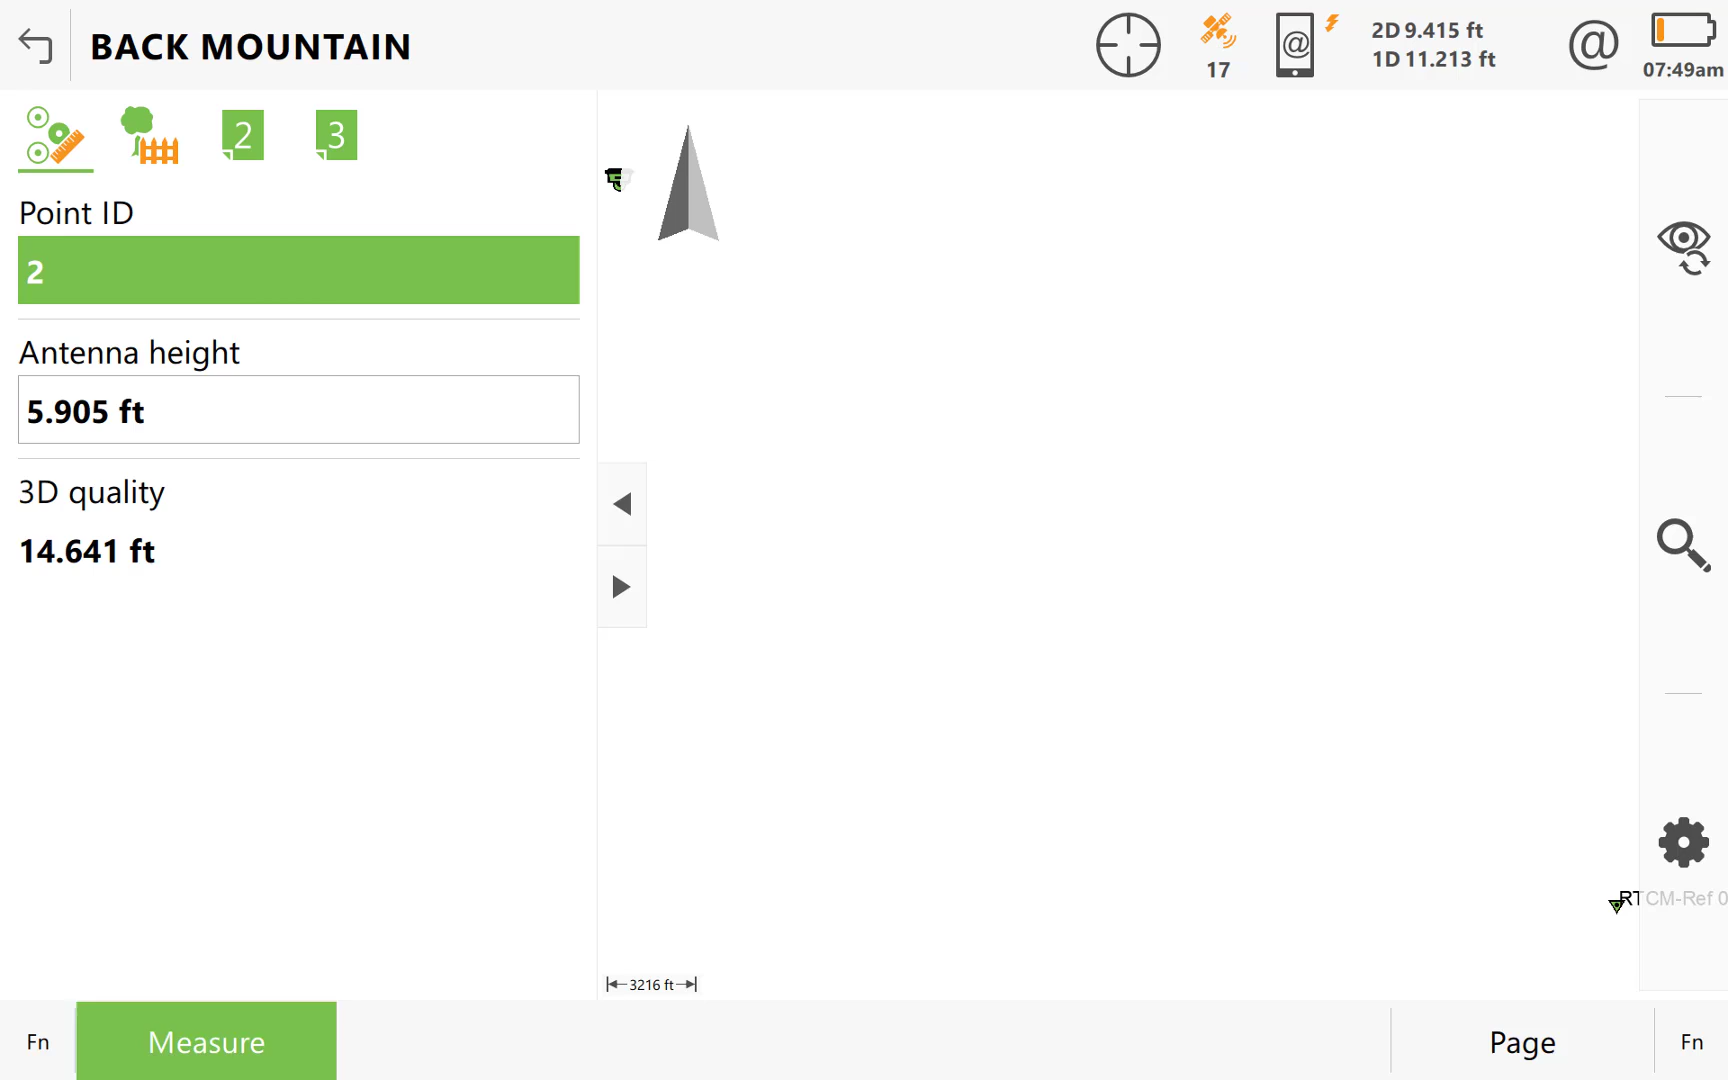 BACK MOUNTAIN
17
@
2D 9.415 ft
1D 11.213 ft
@
07:49am
2
3
Point ID
2
Antenna height
5.905 ft
3D quality
14.641 ft
RTCM-Ref 0
3216 ft
Fn
Measure
Page
Fn